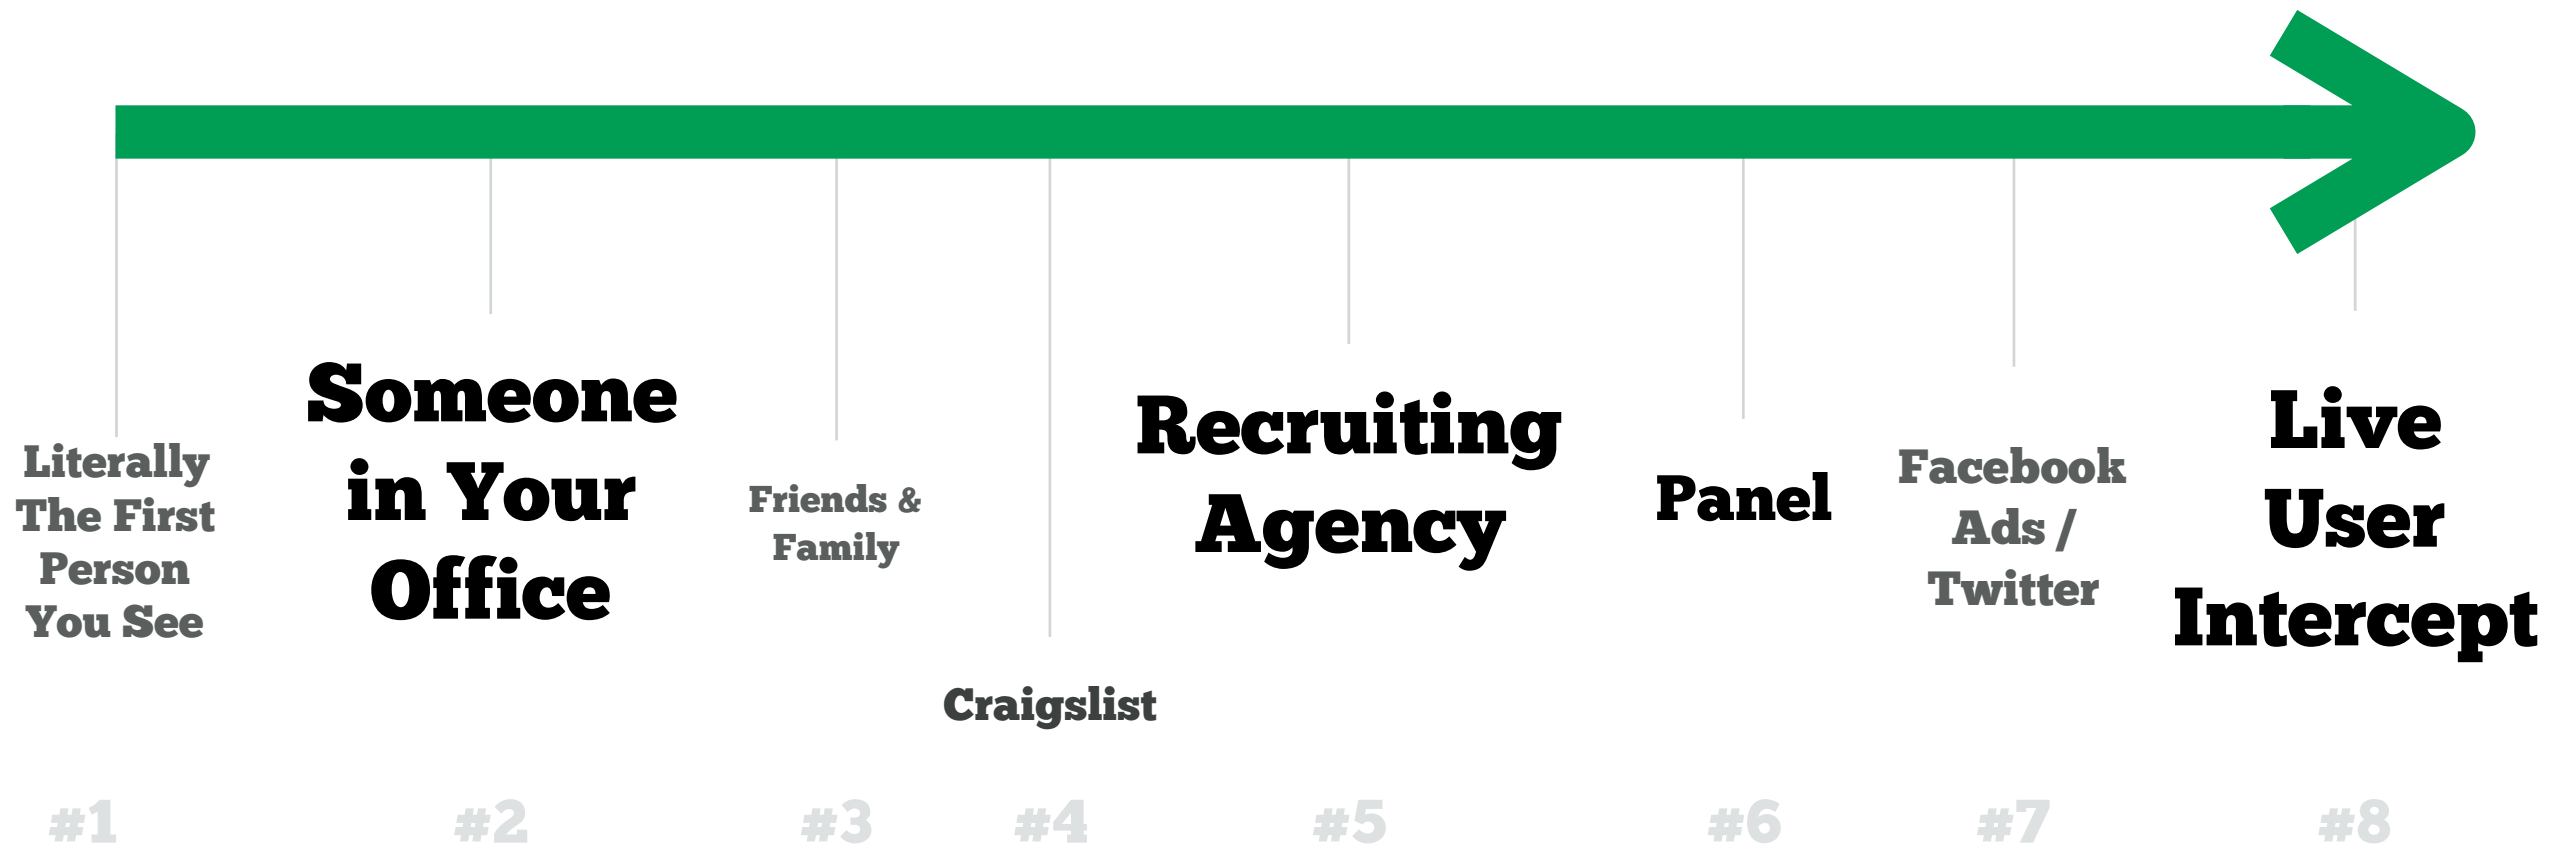 Literally
The First
Person
You See
Someone
in Your
Office
Friends &
Family
Craigslist
Recruiting
Agency
Panel
Facebook
Ads /
Twitter
Live
User
Intercept
#1
#2
#3
#4
#5
#6
#7
#8